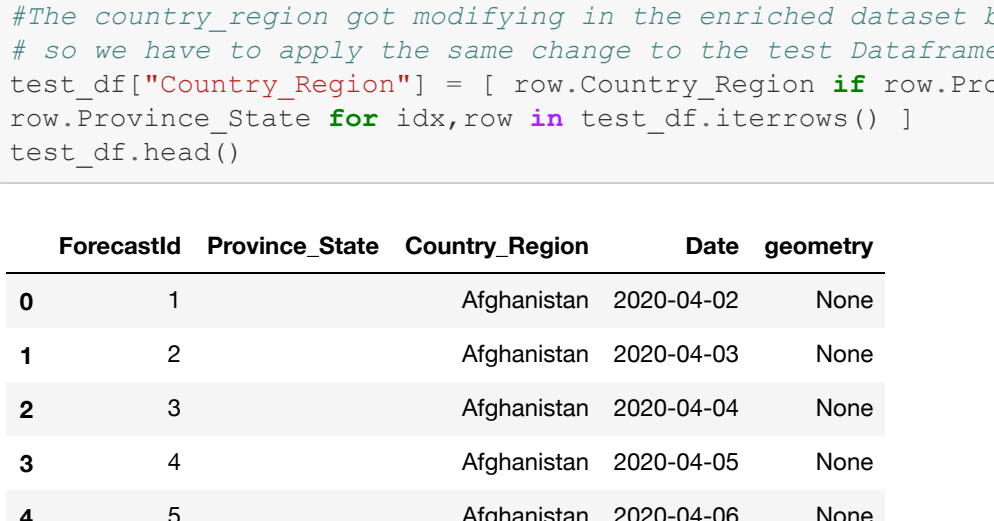 #The country_region got modifying in the enriched dataset
# so we have to apply the same change to the test Dataframe
test_df["Country_Region"] = [ row.Country_Region if
row.Province_State for idx,row in test_df.iterrows() ]
test_df.head()
ForecastId Province_State Country_Region Date geometry
0 1 Afghanistan 2020-04-02 None
1 2 Afghanistan 2020-04-03 None
2 3 Afghanistan 2020-04-04 None
3 4 Afghanistan 2020-04-05 None
4 5 Afghanistan 2020-04-06 None